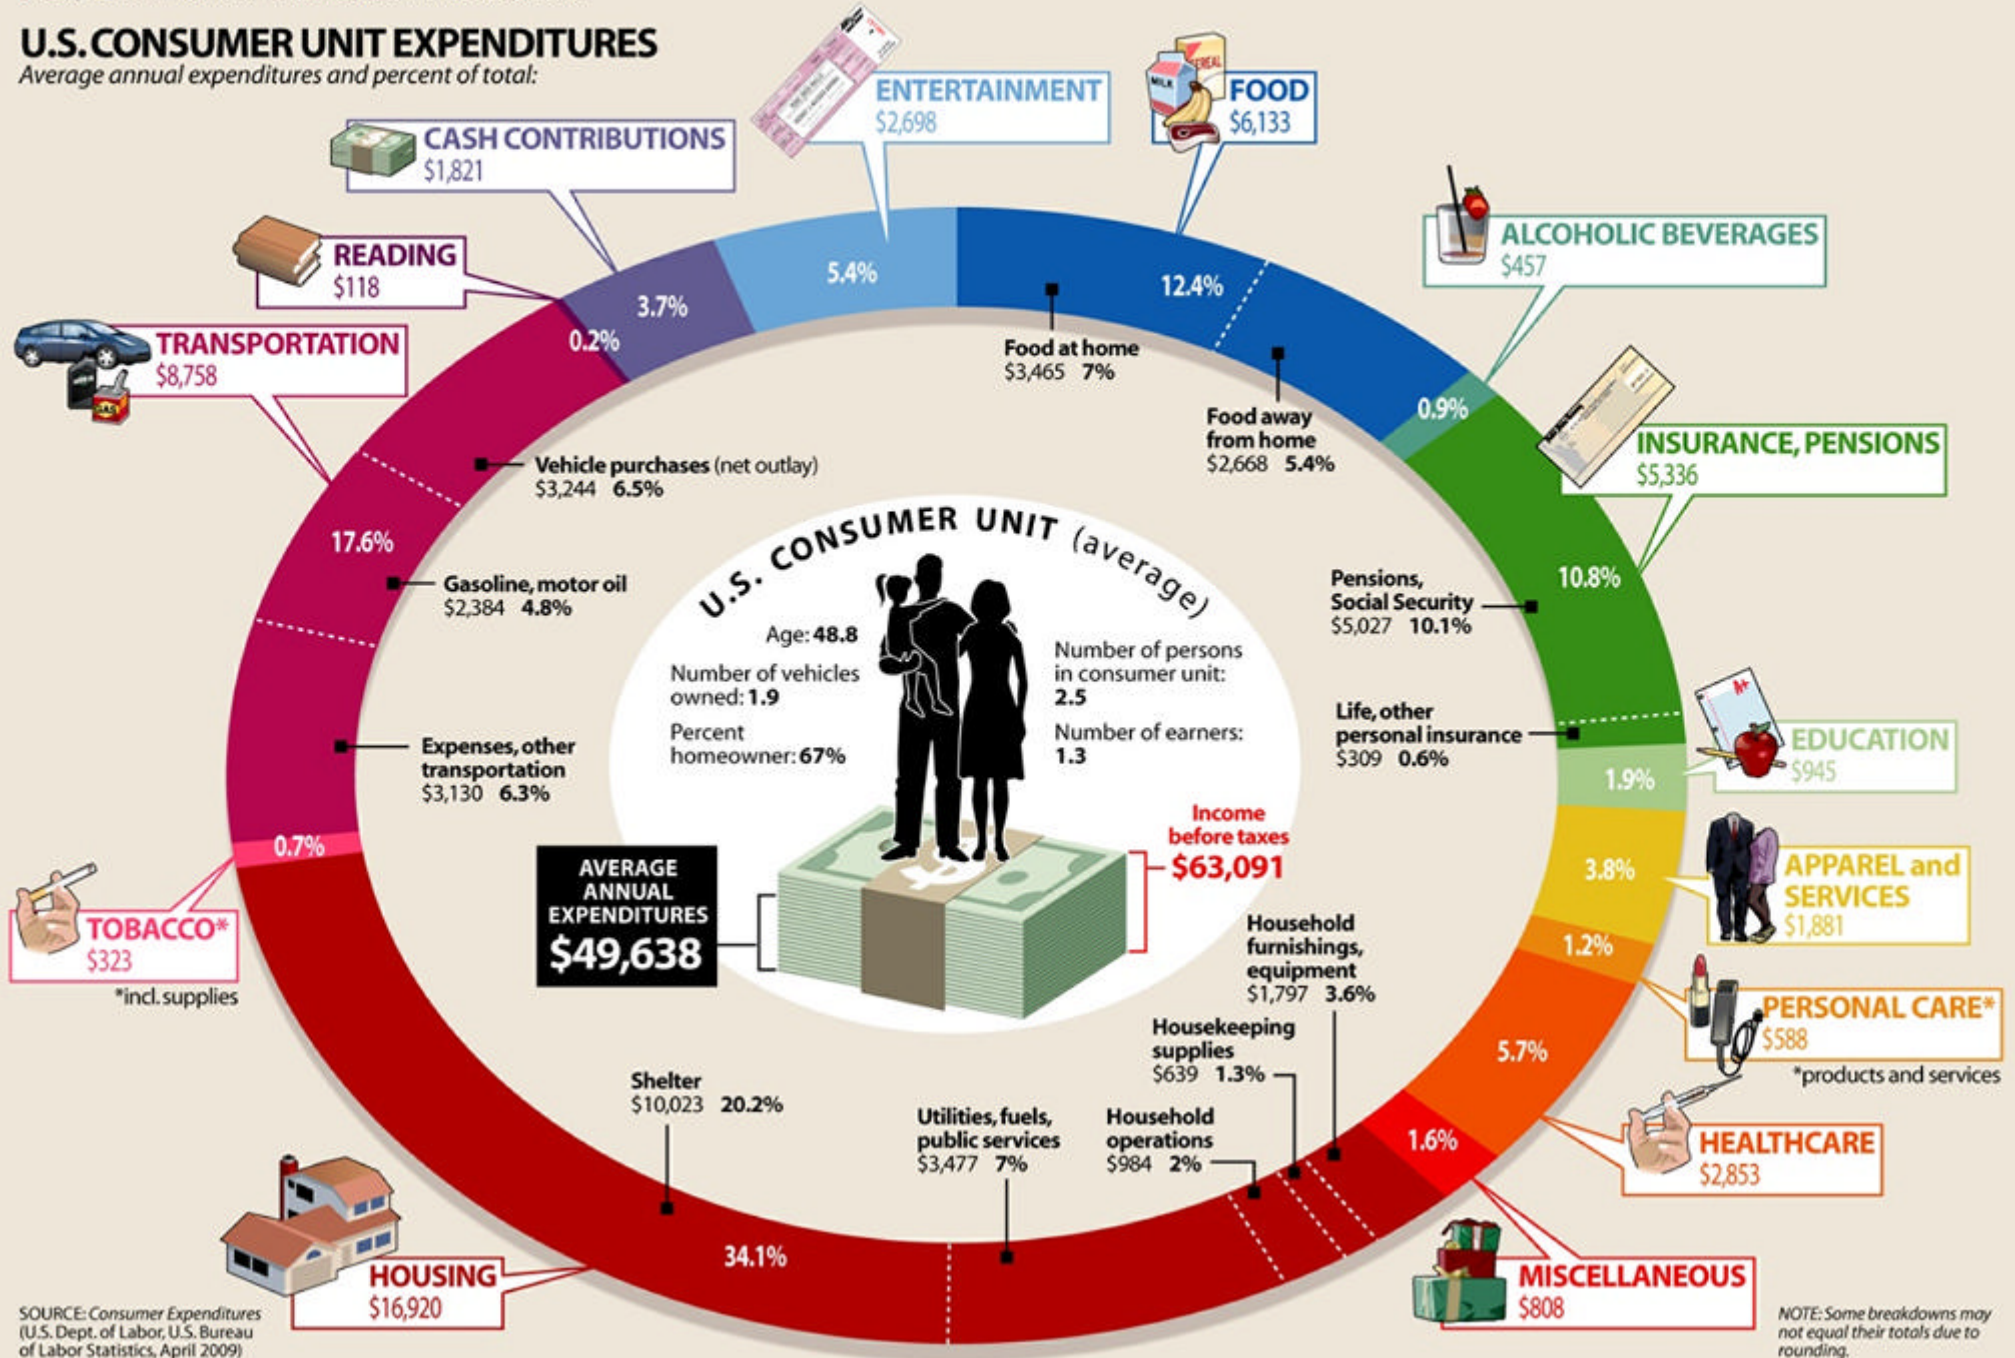 U.S. CONSUMER UNIT EXPENDITURES
Average annual expenditures and percent of total:
ENTERTAINMENT
$2,698
FOOD
$6,133
MILK
CASH CONTRIBUTIONS
$1,821
READING
$118
TRANSPORTATION
$8,758
GAS
ALCOHOLIC BEVERAGES
$457
INSURANCE, PENSIONS
$5,336
EDUCATION
$945
A+
APPAREL and
SERVICES
$1,881
PERSONAL CARE*
$588
*products and services
HEALTHCARE
$2,853
MISCELLANEOUS
$808
HOUSING
$16,920
TOBACCO*
$323
*incl. supplies
5.4%
12.4%
3.7%
0.2%
0.9%
17.6%
10.8%
1.9%
3.8%
1.2%
5.7%
1.6%
34.1%
0.7%
Food at home
$3,465 7%
Food away
from home
$2,668 5.4%
Vehicle purchases (net outlay)
$3,244 6.5%
Gasoline, motor oil
$2,384 4.8%
Expenses, other
transportation
$3,130 6.3%
Pensions,
Social Security
$5,027 10.1%
Life, other
personal insurance
$309 0.6%
U.S. CONSUMER UNIT (average)
Age: 48.8
Number of vehicles
owned: 1.9
Percent
homeowner: 67%
Number of persons
in consumer unit:
2.5
Number of earners:
1.3
Income
before taxes
$63,091
AVERAGE
ANNUAL
EXPENDITURES
$49,638
Household
furnishings,
equipment
$1,797 3.6%
Housekeeping
supplies
$639 1.3%
Household
operations
$984 2%
Utilities, fuels,
public services
$3,477 7%
Shelter
$10,023 20.2%
SOURCE: Consumer Expenditures
(U.S. Dept. of Labor, U.S. Bureau
of Labor Statistics, April 2009)
NOTE: Some breakdowns may
not equal their totals due to
rounding.